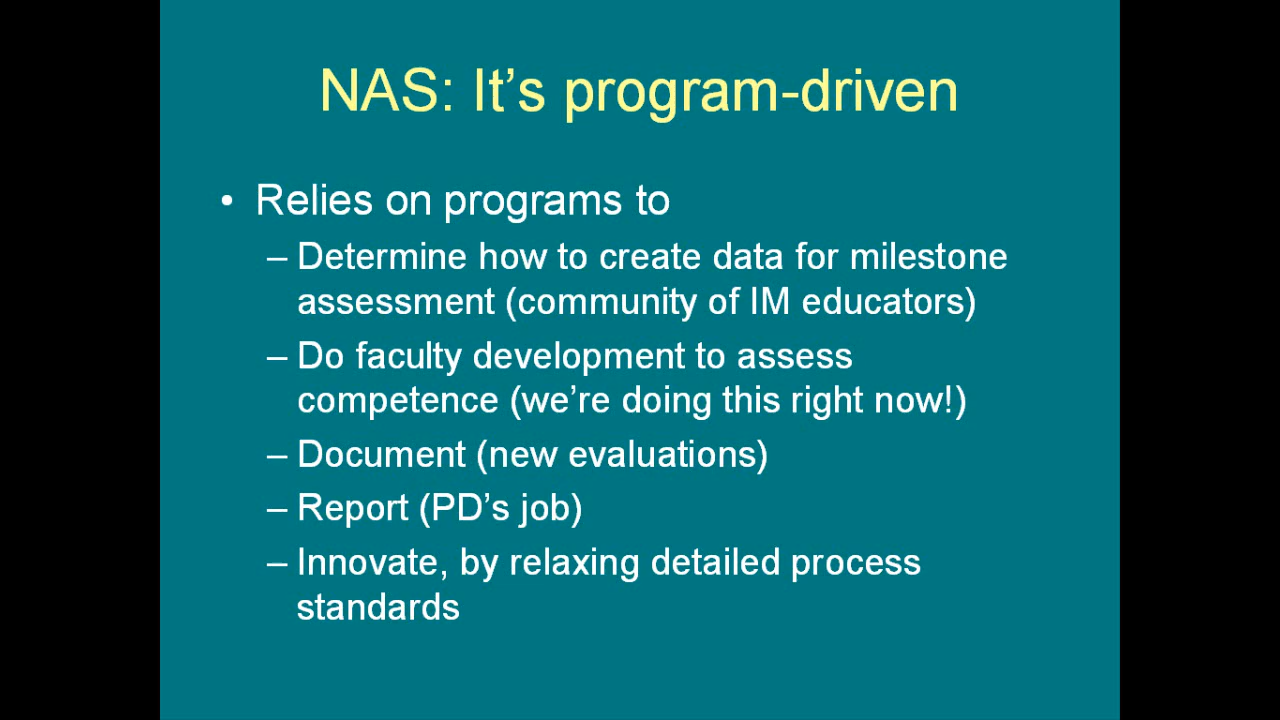 NAS: It’s program-driven
• Relies on programs to
– Determine how to create data for milestone
assessment (community of IM educators)
– Do faculty development to assess
competence (we’re doing this right now!)
– Document (new evaluations)
– Report (PD’s job)
– Innovate, by relaxing detailed process
standards